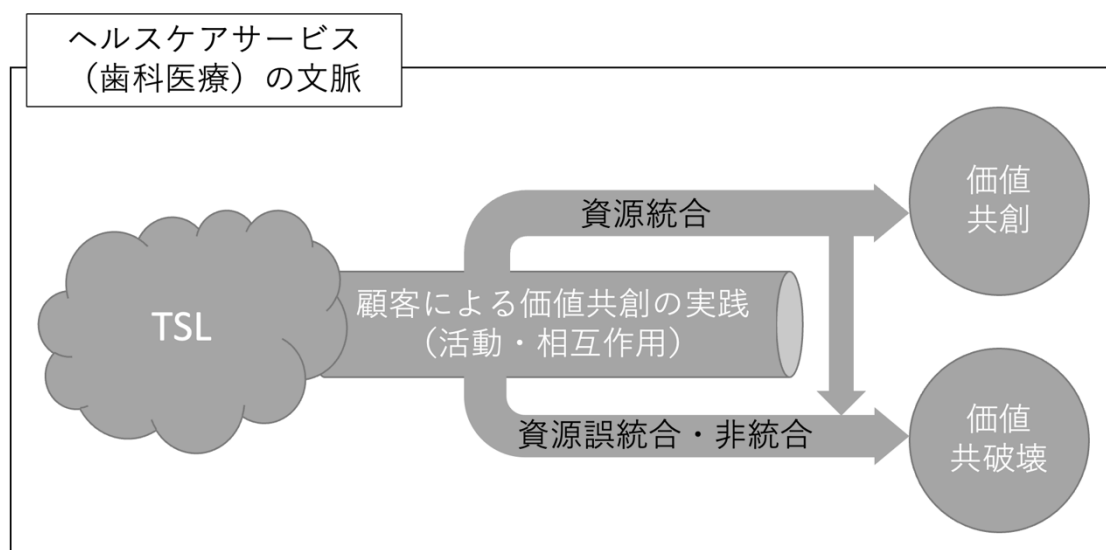 ヘルスケアサービス
（歯科医療）の文脈
TSL
顧客による価値共創の実践
（活動・相互作用）
資源統合
資源誤統合・非統合
価値
共創
価値
共破壊